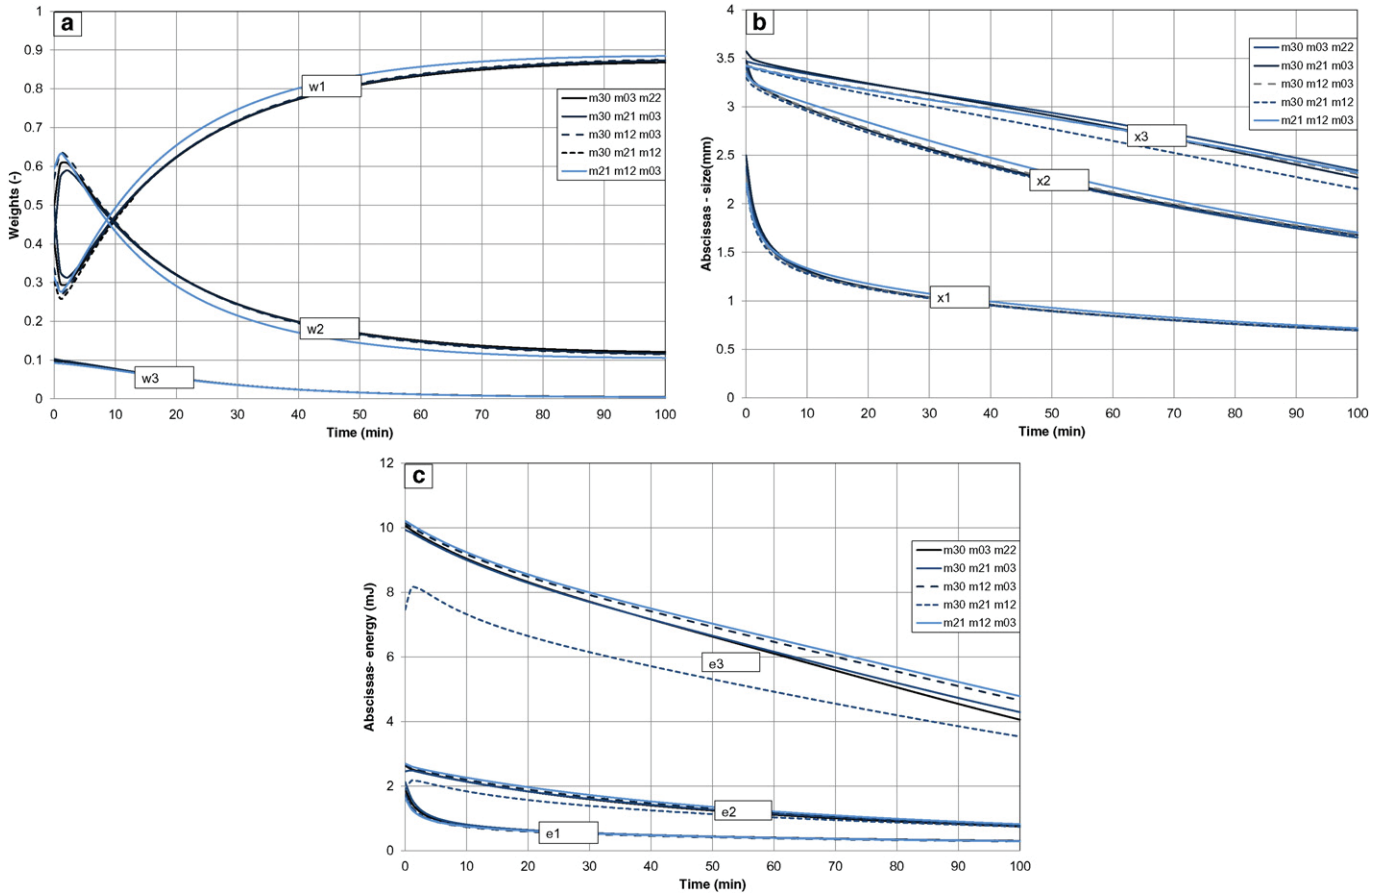 a
1
0.9
0.8
0.7
0.6
0.5
0.4
0.3
0.2
0.1
0
Weights (-)
w1
w2
w3
m30 m03 m22
m30 m21 m03
m30 m12 m03
m30 m21 m12
m21 m12 m03
0 10 20 30 40 50 60 70 80 90 100
Time (min)
b
4
3.5
3
2.5
2
1.5
1
0.5
0
Abscissas - size(mm)
x3
x2
x1
m30 m03 m22
m30 m21 m03
m30 m12 m03
m30 m21 m12
m21 m12 m03
0 10 20 30 40 50 60 70 80 90 100
Time (min)
c
12
10
8
6
4
2
0
Abscissas- energy (mJ)
e3
e2
e1
m30 m03 m22
m30 m21 m03
m30 m12 m03
m30 m21 m12
m21 m12 m03
0 10 20 30 40 50 60 70 80 90 100
Time (min)